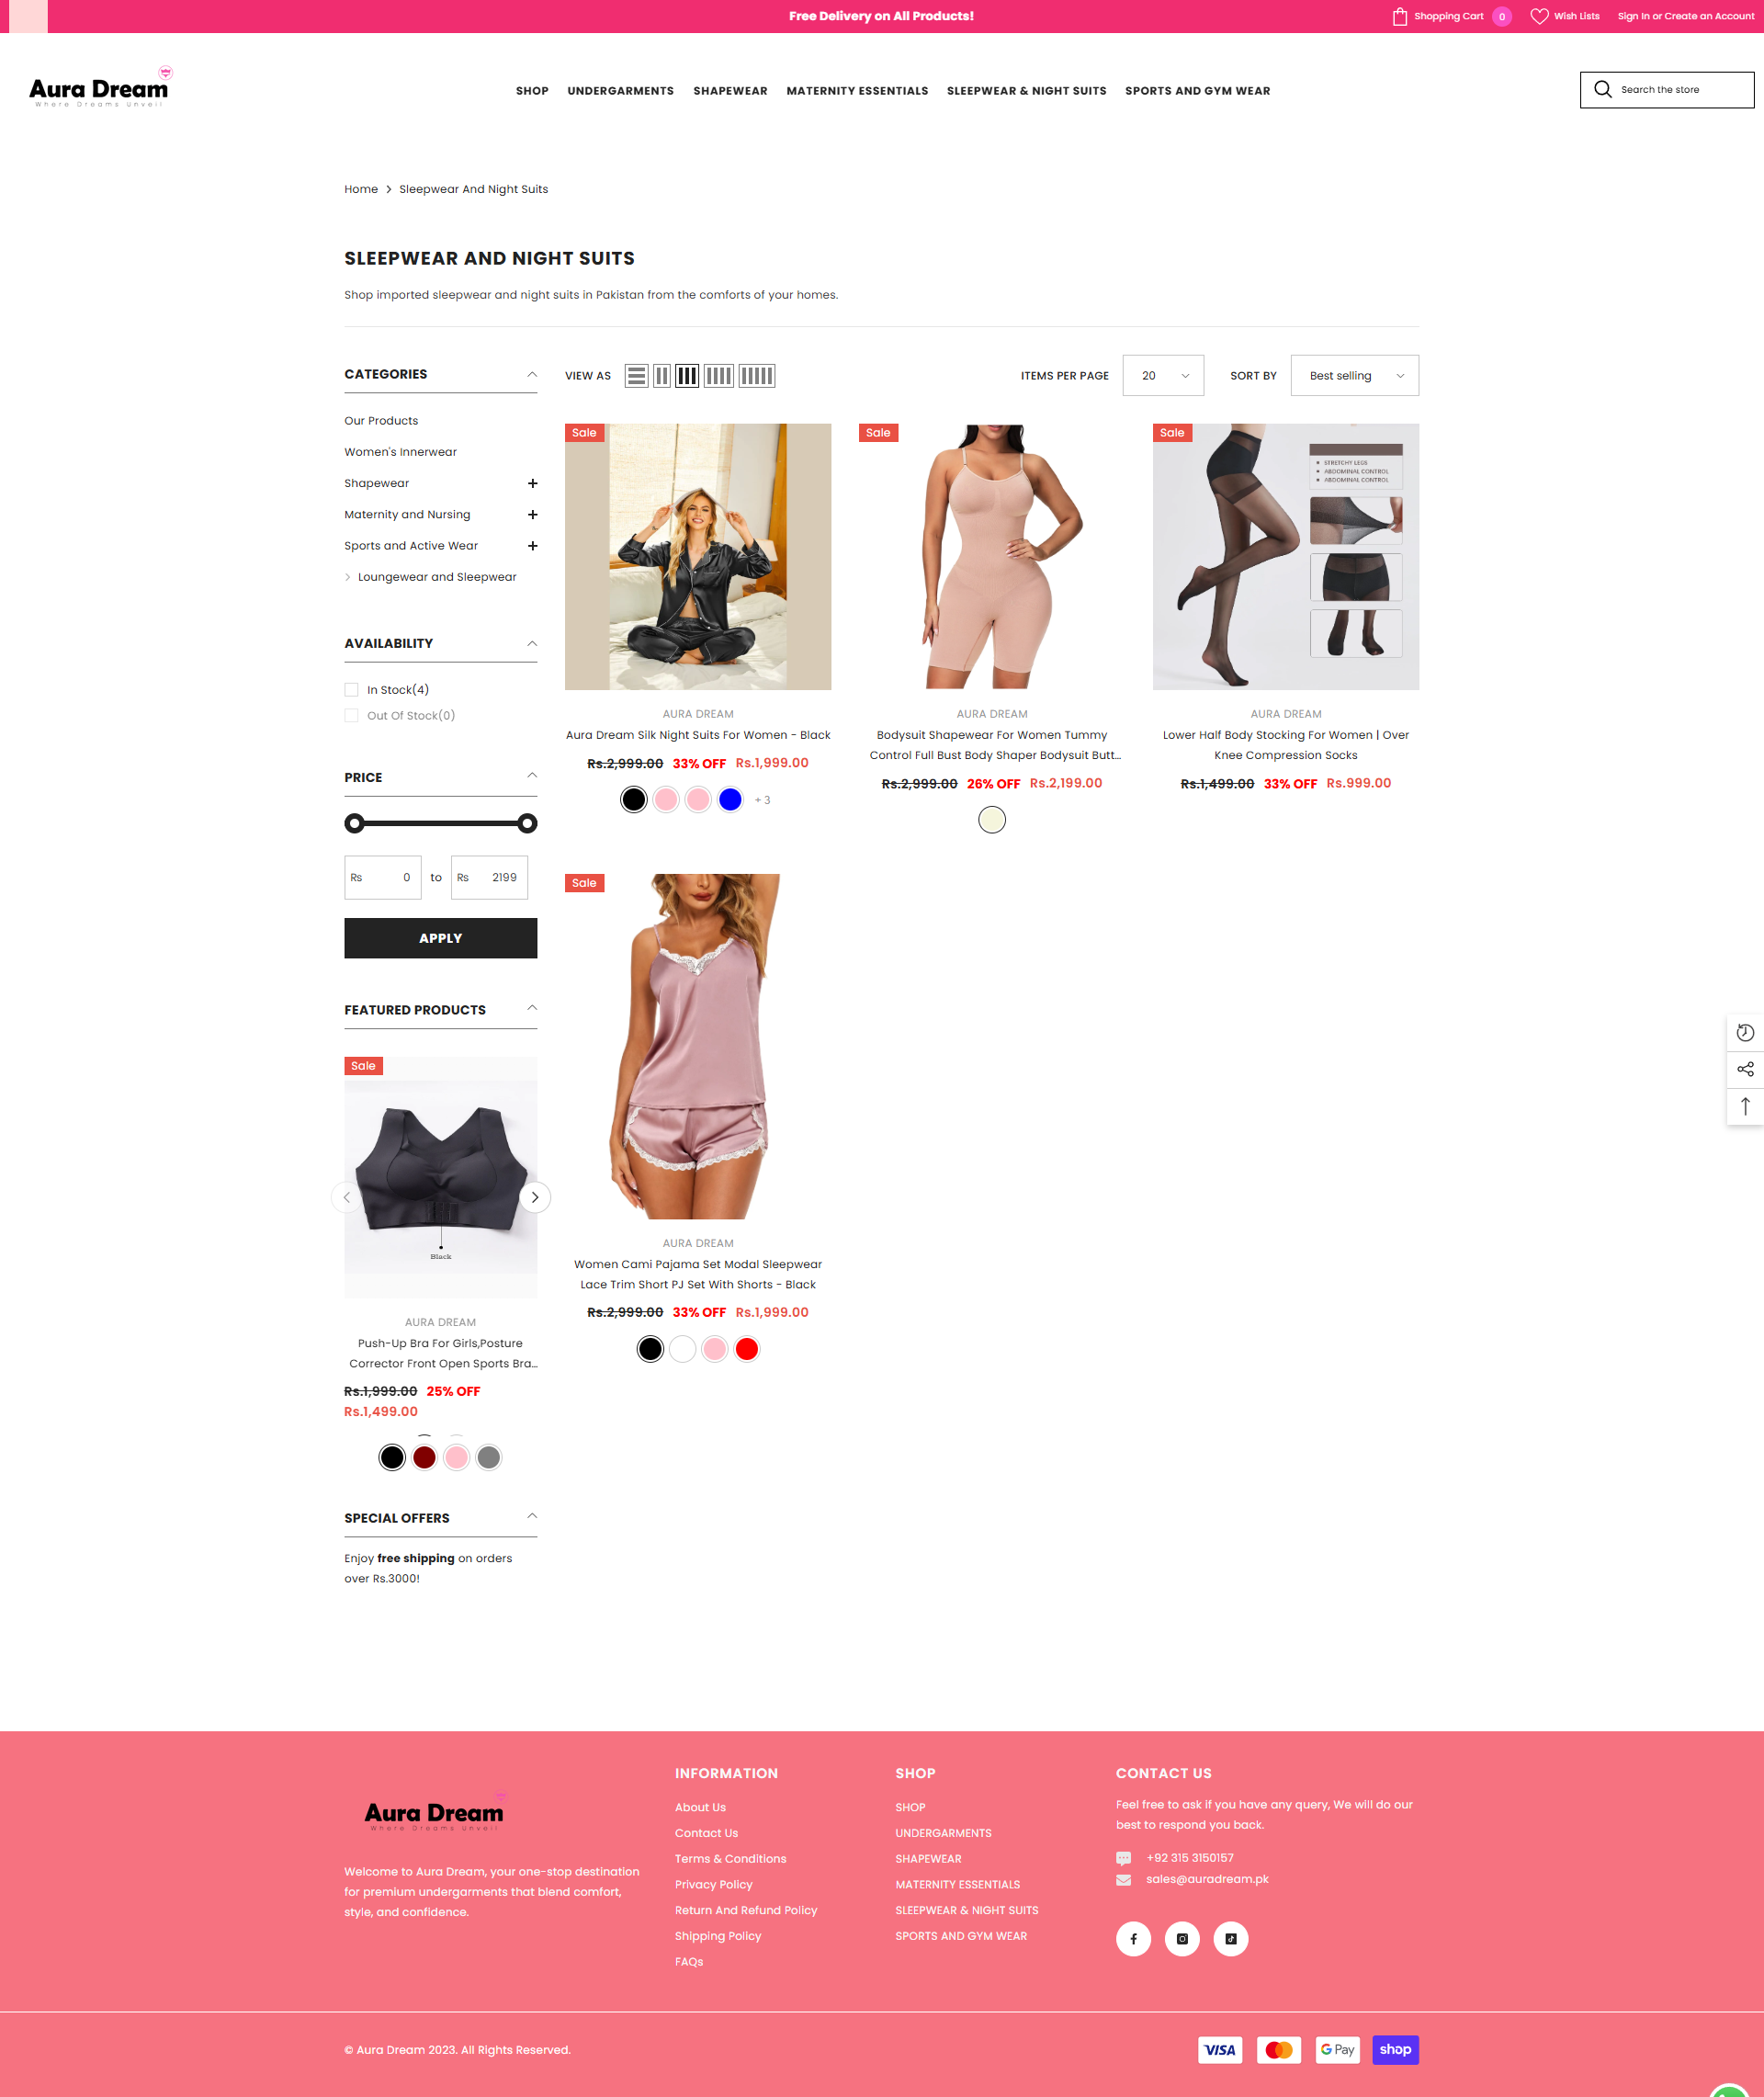 Free Delivery on All Products!
Shopping Cart 0
Wish Lists
Sign In or Create an Account
Aura Dream
Where Dreams Unveil
SHOP
UNDERGARMENTS
SHAPEWEAR
MATERNITY ESSENTIALS
SLEEPWEAR & NIGHT SUITS
SPORTS AND GYM WEAR
Search the store
Home > Sleepwear And Night Suits
SLEEPWEAR AND NIGHT SUITS
Shop imported sleepwear and night suits in Pakistan from the comforts of your homes.
CATEGORIES
Our Products
Women's Innerwear
Shapewear
Maternity and Nursing
Sports and Active Wear
Loungewear and Sleepwear
AVAILABILITY
In Stock(4)
Out Of Stock(0)
PRICE
Rs 0 to Rs 2199
APPLY
FEATURED PRODUCTS
Sale
Black
AURA DREAM
Push-Up Bra For Girls,Posture
Corrector Front Open Sports Bra...
Rs.1,999.00 25% OFF
Rs.1,499.00
SPECIAL OFFERS
Enjoy free shipping on orders
over Rs.3000!
VIEW AS
ITEMS PER PAGE 20
SORT BY Best selling
Sale
AURA DREAM
Aura Dream Silk Night Suits For Women - Black
Rs.2,999.00 33% OFF Rs.1,999.00
+ 3
Sale
AURA DREAM
Bodysuit Shapewear For Women Tummy
Control Full Bust Body Shaper Bodysuit Butt...
Rs.2,999.00 26% OFF Rs.2,199.00
Sale
STRETCHY LEGS
ABDOMINAL CONTROL
ABDOMINAL CONTROL
AURA DREAM
Lower Half Body Stocking For Women | Over
Knee Compression Socks
Rs.1,499.00 33% OFF Rs.999.00
Sale
AURA DREAM
Women Cami Pajama Set Modal Sleepwear
Lace Trim Short PJ Set With Shorts - Black
Rs.2,999.00 33% OFF Rs.1,999.00
Aura Dream
Where Dreams Unveil
Welcome to Aura Dream, your one-stop destination
for premium undergarments that blend comfort,
style, and confidence.
INFORMATION
About Us
Contact Us
Terms & Conditions
Privacy Policy
Return And Refund Policy
Shipping Policy
FAQs
SHOP
SHOP
UNDERGARMENTS
SHAPEWEAR
MATERNITY ESSENTIALS
SLEEPWEAR & NIGHT SUITS
SPORTS AND GYM WEAR
CONTACT US
Feel free to ask if you have any query, We will do our
best to respond you back.
+92 315 3150157
sales@auradream.pk
© Aura Dream 2023. All Rights Reserved.
VISA
G Pay
shop